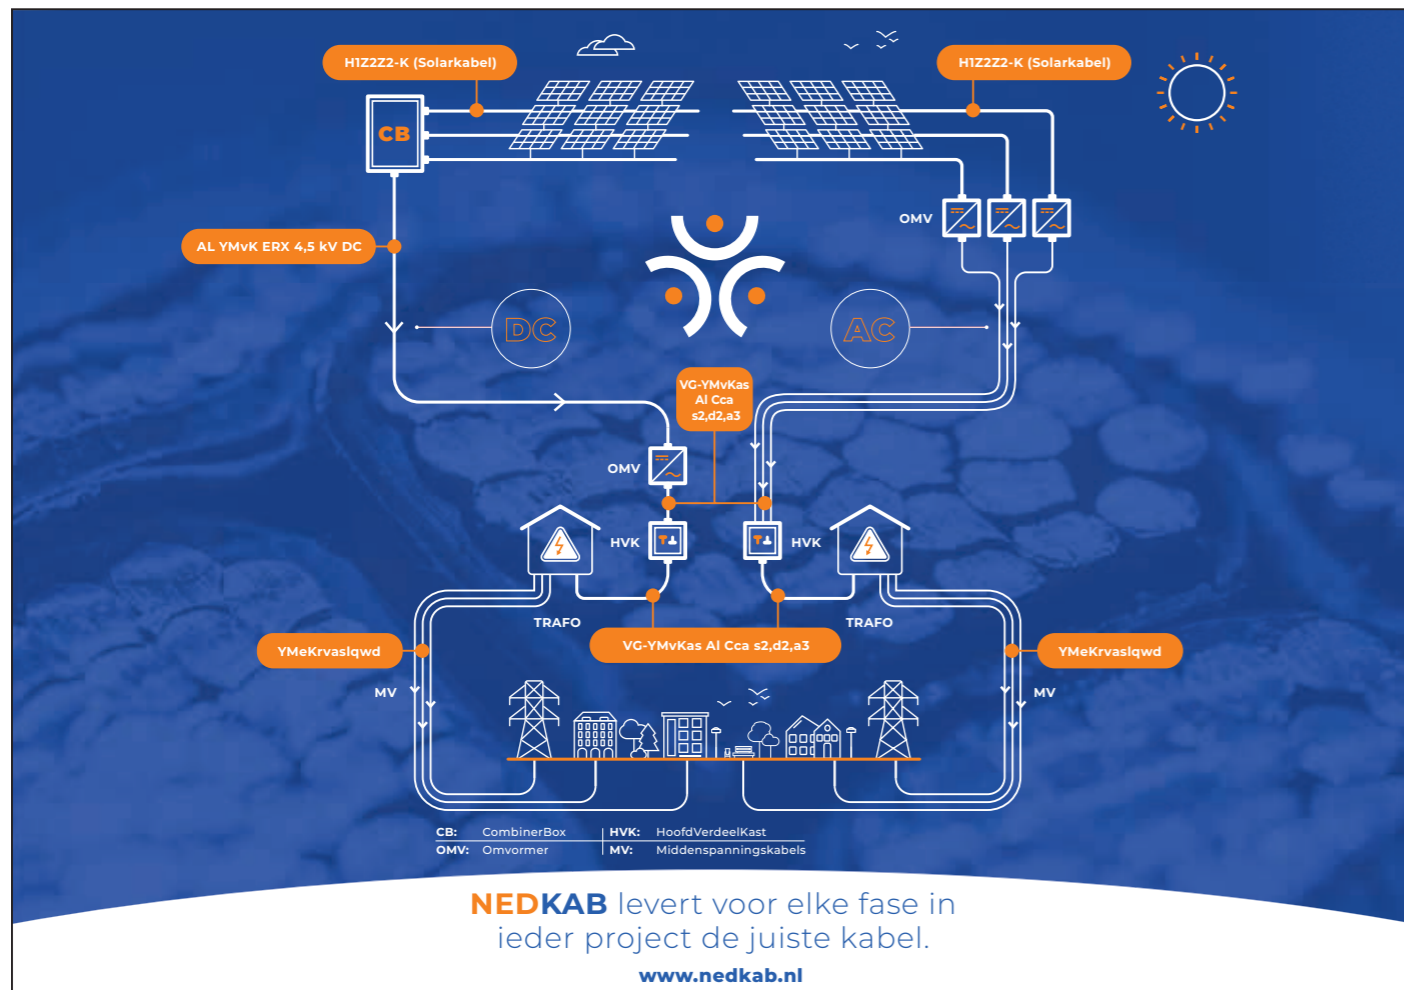 H1Z2Z2-K (Solarkabel)
H1Z2Z2-K (Solarkabel)
CB
OMV
AL YMvK ERX 4,5 kV DC
DC
AC
VG-YMvKas
Al Cca
s2,d2,a3
OMV
HVK
HVK
TRAFO
TRAFO
VG-YMvKas Al Cca s2,d2,a3
YMeKrvaslqwd
YMeKrvaslqwd
MV
MV
CB: CombinerBox HVK: HoofdVerdeelKast
OMV: Omvormer MV: Middenspanningskabels
NEDKAB levert voor elke fase in
ieder project de juiste kabel.
www.nedkab.nl